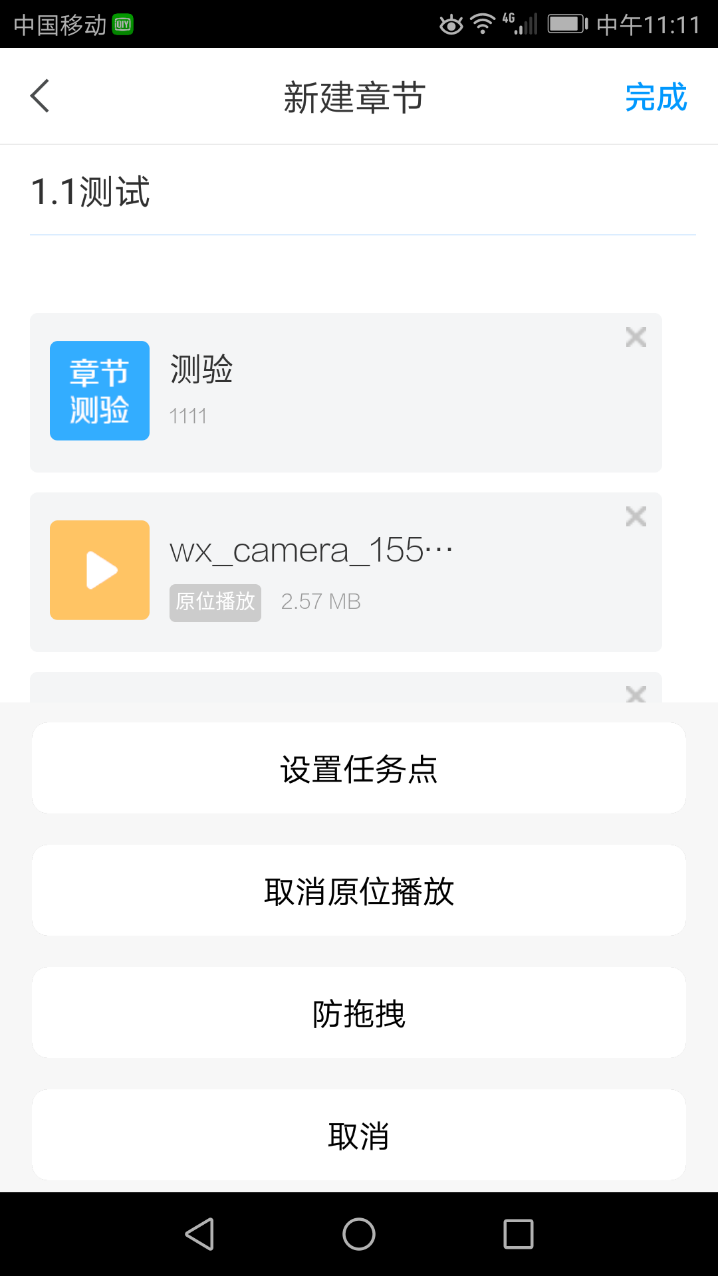 中国移动 QIY 4G 中午11:11
新建章节 完成
1.1测试
章节
测验
测验
1111
wx_camera_155···
原位播放 2.57 MB
设置任务点
取消原位播放
防拖拽
取消